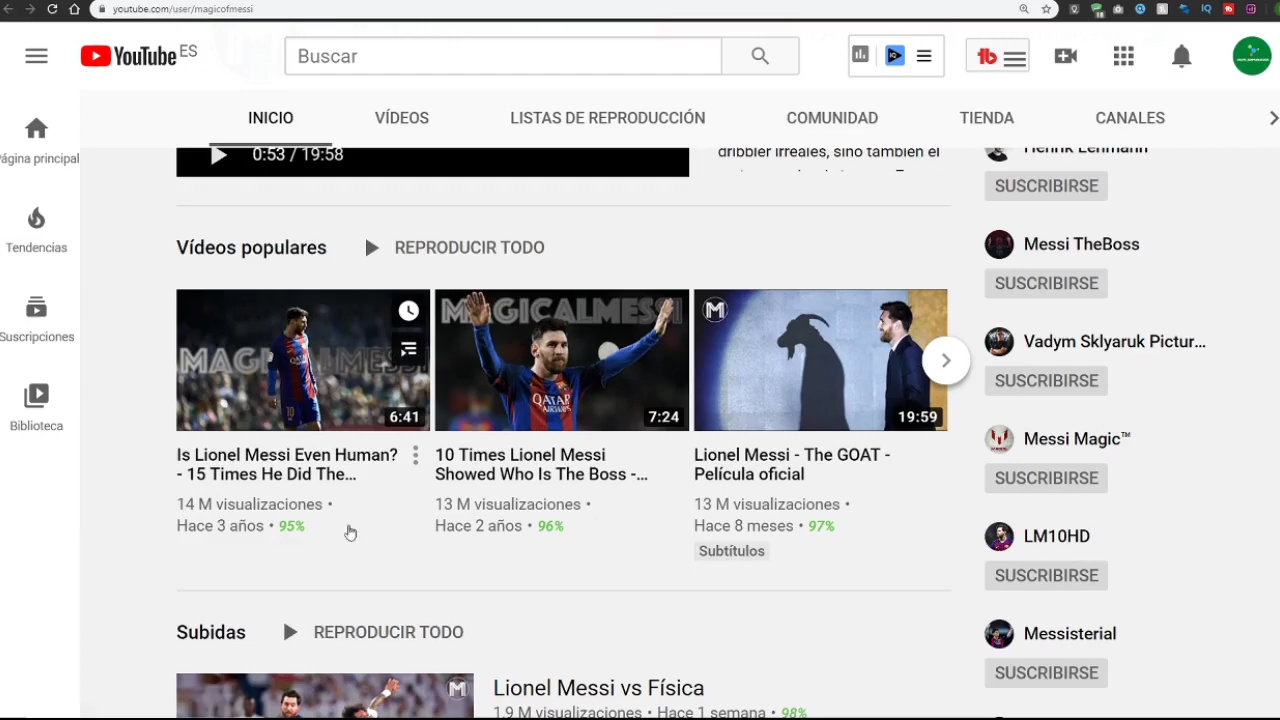 youtube.com/user/magicofmessi
YouTube ES
Buscar
INICIO
VÍDEOS
LISTAS DE REPRODUCCIÓN
COMUNIDAD
TIENDA
CANALES
Página principal
Tendencias
Suscripciones
Biblioteca
0:53 / 19:58
dribbler irreales, sino también el
Henrik Lehmann
SUSCRIBIRSE
Vídeos populares
REPRODUCIR TODO
Messi TheBoss
SUSCRIBIRSE
MAGICALMESSI
6:41
MAGICALMESSI
QATAR
AIRWAYS
7:24
M
19:59
Is Lionel Messi Even Human?
- 15 Times He Did The...
14 M visualizaciones •
Hace 3 años • 95%
10 Times Lionel Messi
Showed Who Is The Boss -...
13 M visualizaciones •
Hace 2 años • 96%
Lionel Messi - The GOAT -
Película oficial
13 M visualizaciones •
Hace 8 meses • 97%
Subtítulos
Vadym Sklyaruk Pictur...
SUSCRIBIRSE
Messi Magic™
SUSCRIBIRSE
LM10HD
SUSCRIBIRSE
Messisterial
SUSCRIBIRSE
Subidas
REPRODUCIR TODO
M
Lionel Messi vs Física
1,9 M visualizaciones • Hace 1 semana • 98%